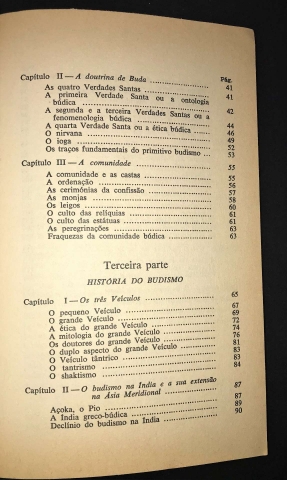 Pág.
Capítulo II — A doutrina de Buda ..... 41
As quatro Verdades Santas ..... 41
A primeira Verdade Santa ou a ontologia
búdica ..... 42
A segunda e a terceira Verdades Santas ou a
fenomenologia búdica ..... 44
A quarta Verdade Santa ou a ética búdica ..... 46
O nirvana ..... 49
O ioga ..... 52
Os traços fundamentais do primitivo budismo ..... 53
Capítulo III — A comunidade ..... 55
A comunidade e as castas ..... 55
A ordenação ..... 56
As cerimónias da confissão ..... 57
As monjas ..... 58
Os leigos ..... 60
O culto das relíquias ..... 61
O culto das estátuas ..... 61
As peregrinações ..... 63
Fraquezas da comunidade búdica ..... 63
Terceira parte
HISTÓRIA DO BUDISMO
Capítulo I — Os três Veículos ..... 65
O pequeno Veículo ..... 67
O grande Veículo ..... 69
A ética do grande Veículo ..... 72
A mitologia do grande Veículo ..... 74
Os doutores do grande Veículo ..... 76
O duplo aspecto do grande Veículo ..... 81
O Veículo tântrico ..... 83
O tantrismo ..... 83
O shaktismo ..... 84
Capítulo II — O budismo na Índia e a sua extensão
na Ásia Meridional ..... 87
Açoka, o Pio ..... 87
A Índia greco-búdica ..... 89
Declínio do budismo na Índia ..... 90